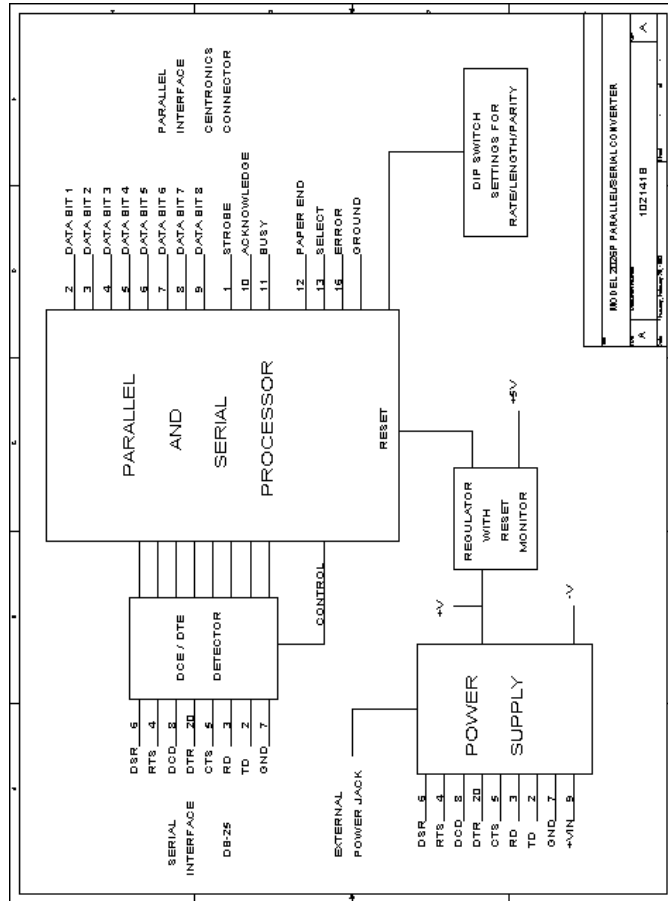 SERIAL
INTERFACE
DB-25
DSR 6
RTS 4
DCD 8
DTR 20
CTS 5
RD 3
TD 2
GND 7
DCE / DTE
DETECTOR
CONTROL
PARALLEL
AND
SERIAL
PROCESSOR
RESET
2 DATA BIT 1
3 DATA BIT 2
4 DATA BIT 3
5 DATA BIT 4
6 DATA BIT 5
7 DATA BIT 6
8 DATA BIT 7
9 DATA BIT 8
1 STROBE
10 ACKNOWLEDGE
11 BUSY
12 PAPER END
13 SELECT
16 ERROR
GROUND
PARALLEL
INTERFACE
CENTRONICS
CONNECTOR
EXTERNAL
POWER JACK
DSR 6
RTS 4
DCD 8
DTR 20
CTS 5
RD 3
TD 2
GND 7
+VIN 9
POWER
SUPPLY
+V
-V
REGULATOR
WITH
RESET
MONITOR
+5V
DIP SWITCH
SETTINGS FOR
RATE/LENGTH/PARITY
MODEL 2026P PARALLEL/SERIAL CONVERTER
A
102141B
A